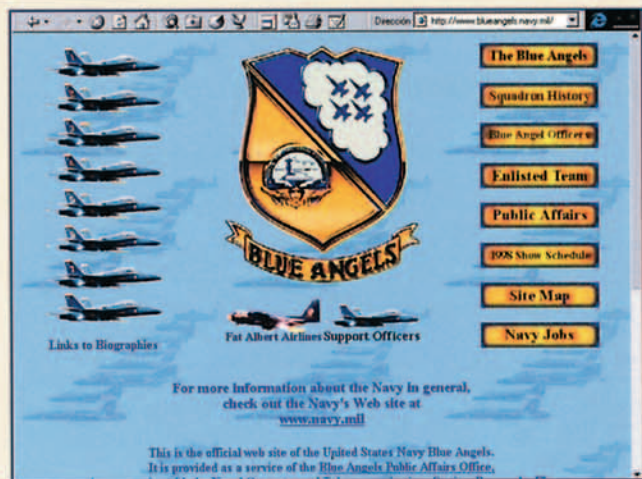 Dirección http://www.blueangels.navy.mil/
The Blue Angels
Squadron History
Blue Angel Officers
Enlisted Team
Public Affairs
1998 Show Schedule
Site Map
Navy Jobs
BLUE ANGELS
Links to Biographies
Fat Albert Airlines Support Officers
For more Information about the Navy in general,
check out the Navy's Web site at
www.navy.mil
This is the official web site of the United States Navy Blue Angels.
It is provided as a service of the Blue Angels Public Affairs Office,